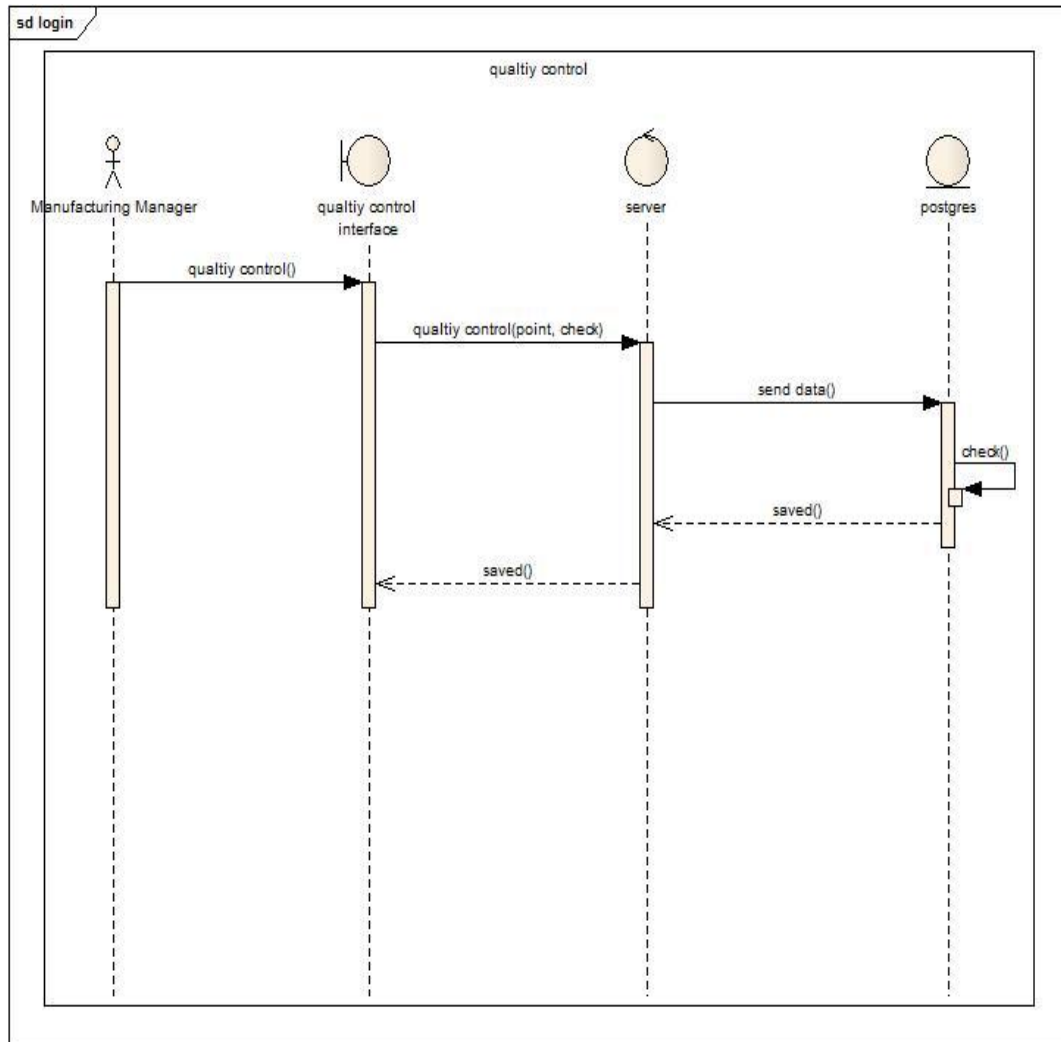 sd login
qualtiy control
Manufacturing Manager
qualtiy control
interface
server
postgres
qualtiy control()
qualtiy control(point, check)
send data()
check()
saved()
saved()